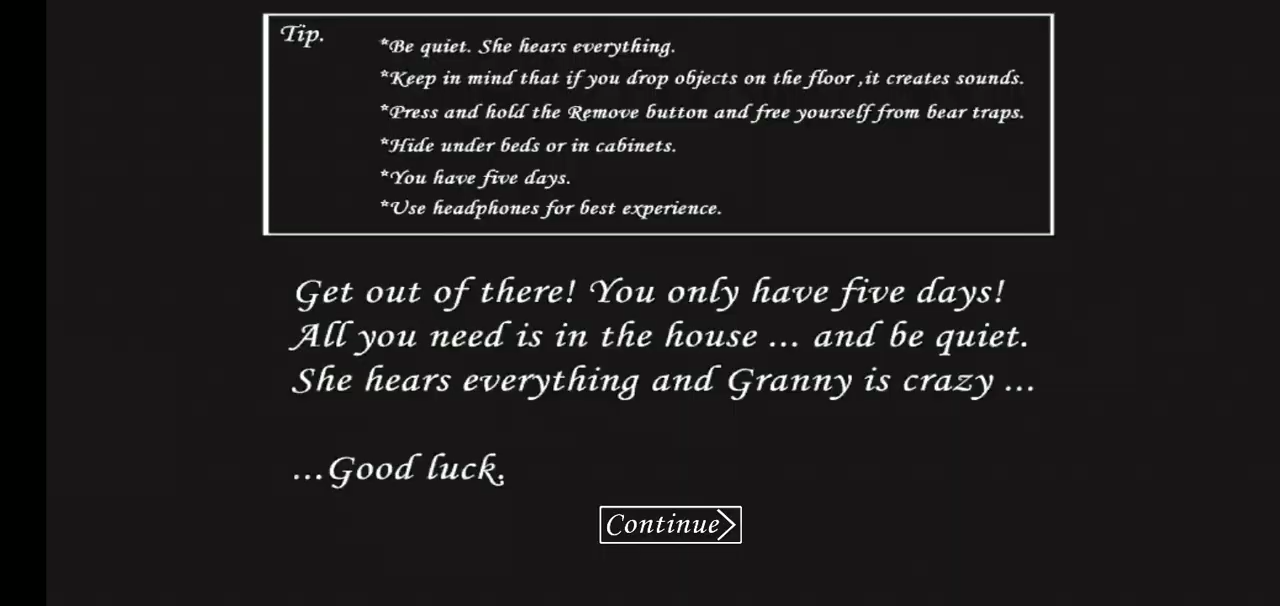 Tip.
*Be quiet. She hears everything.
*Keep in mind that if you drop objects on the floor ,it creates sounds.
*Press and hold the Remove button and free yourself from bear traps.
*Hide under beds or in cabinets.
*You have five days.
*Use headphones for best experience.
Get out of there! You only have five days!
All you need is in the house ... and be quiet.
She hears everything and Granny is crazy ...
...Good luck.
Continue>